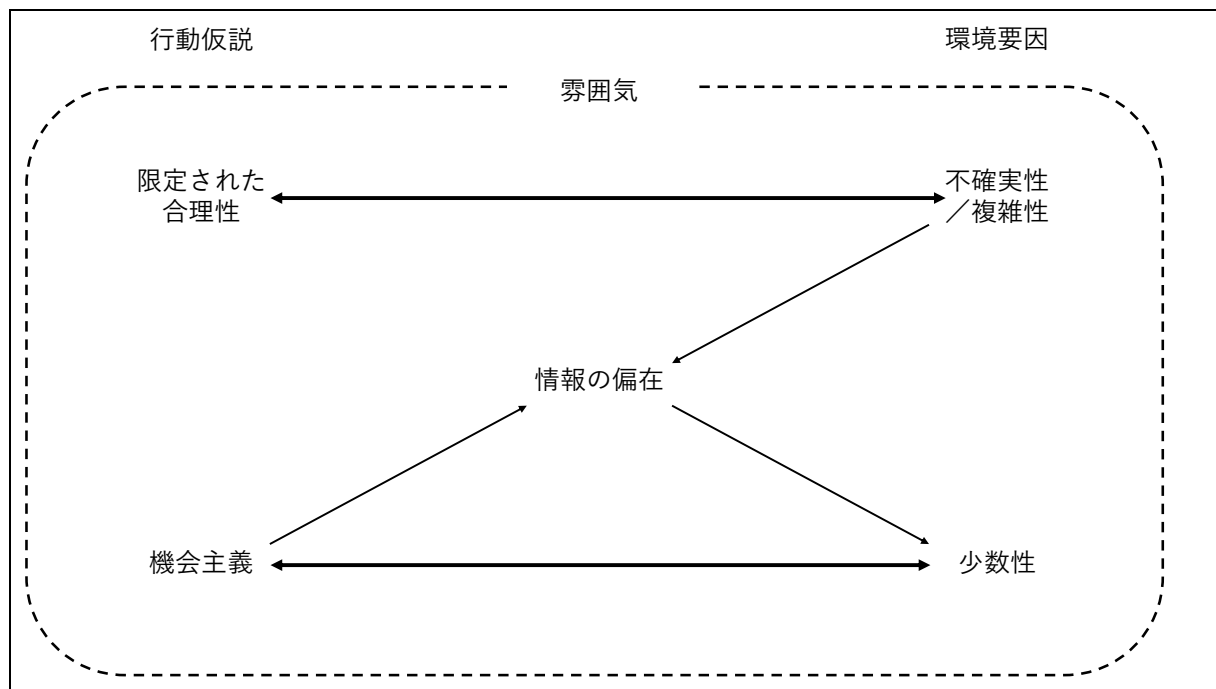 行動仮説
環境要因
雰囲気
限定された
合理性
不確実性
／複雑性
情報の偏在
機会主義
少数性